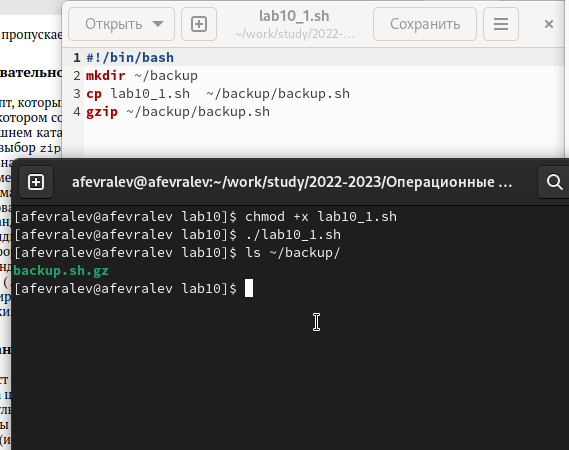 Открыть
lab10_1.sh
~/work/study/2022-...
Сохранить
пропускае
1 #!/bin/bash
2 mkdir ~/backup
3 cp lab10_1.sh  ~/backup/backup.sh
4 gzip ~/backup/backup.sh
вательно
пт, которы
котором со
шнем ката
выбор zip
afevralev@afevralev:~/work/study/2022-2023/Операционные ...
[afevralev@afevralev lab10]$ chmod +x lab10_1.sh
[afevralev@afevralev lab10]$ ./lab10_1.sh
[afevralev@afevralev lab10]$ ls ~/backup/
backup.sh.gz
[afevralev@afevralev lab10]$